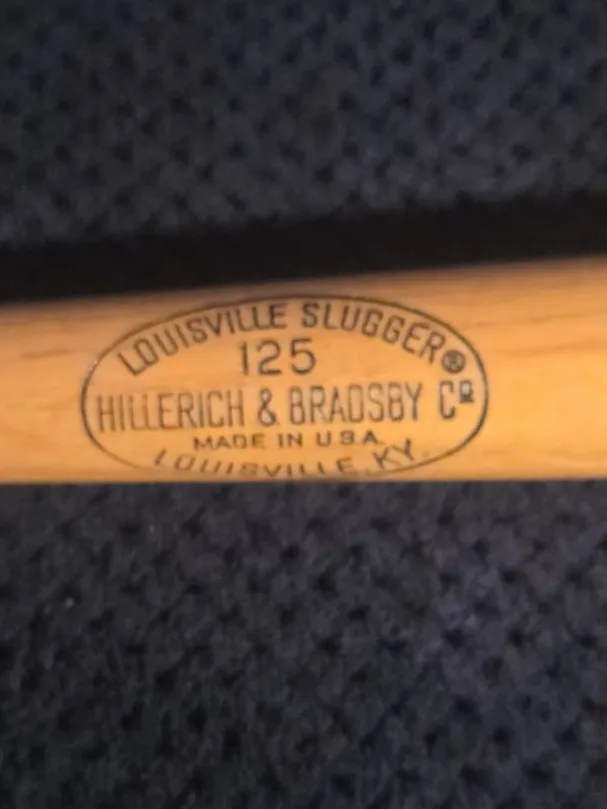 LOUISVILLE SLUGGER®
125
HILLERICH & BRADSBY Cº
MADE IN U.S.A.
LOUISVILLE, KY.